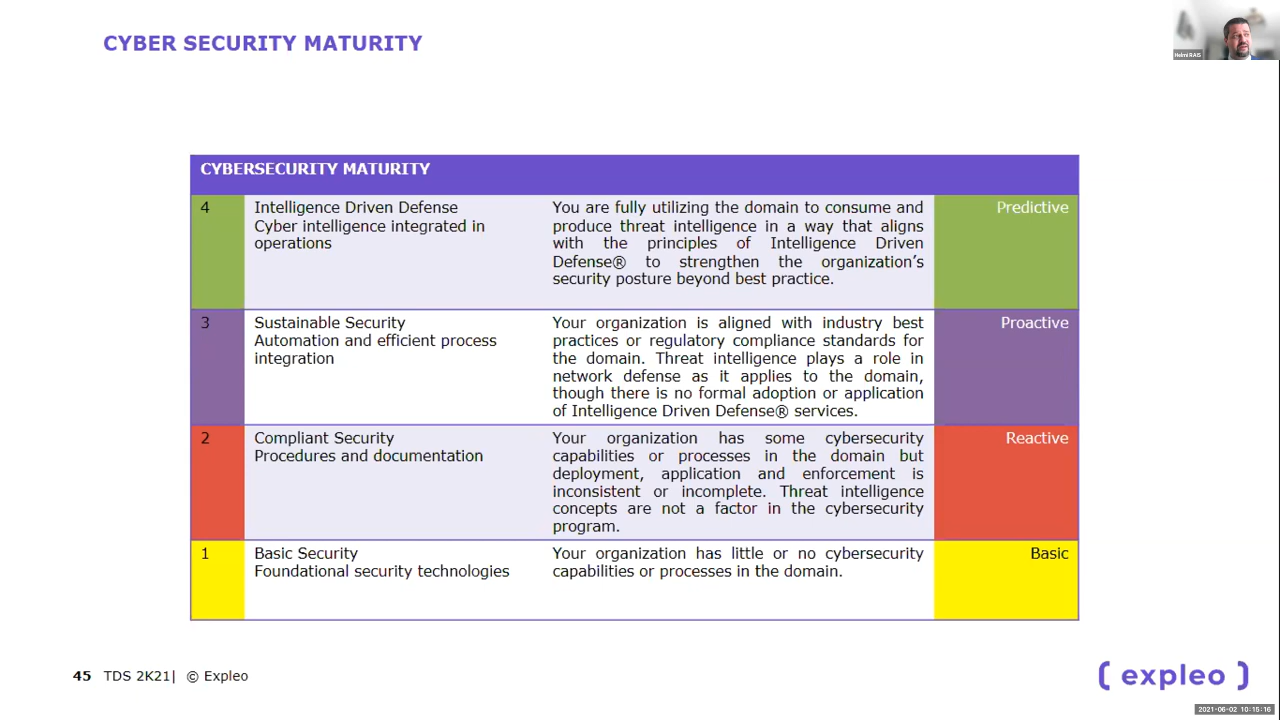 CYBER SECURITY MATURITY
Helmi RAIS
CYBERSECURITY MATURITY
4
Intelligence Driven Defense
Cyber intelligence integrated in
operations
You are fully utilizing the domain to consume and
produce threat intelligence in a way that aligns
with the principles of Intelligence Driven
Defense® to strengthen the organization’s
security posture beyond best practice.
Predictive
3
Sustainable Security
Automation and efficient process
integration
Your organization is aligned with industry best
practices or regulatory compliance standards for
the domain. Threat intelligence plays a role in
network defense as it applies to the domain,
though there is no formal adoption or application
of Intelligence Driven Defense® services.
Proactive
2
Compliant Security
Procedures and documentation
Your organization has some cybersecurity
capabilities or processes in the domain but
deployment, application and enforcement is
inconsistent or incomplete. Threat intelligence
concepts are not a factor in the cybersecurity
program.
Reactive
1
Basic Security
Foundational security technologies
Your organization has little or no cybersecurity
capabilities or processes in the domain.
Basic
45 TDS 2K21| © Expleo
( expleo )
2021-06-02 10:15:16